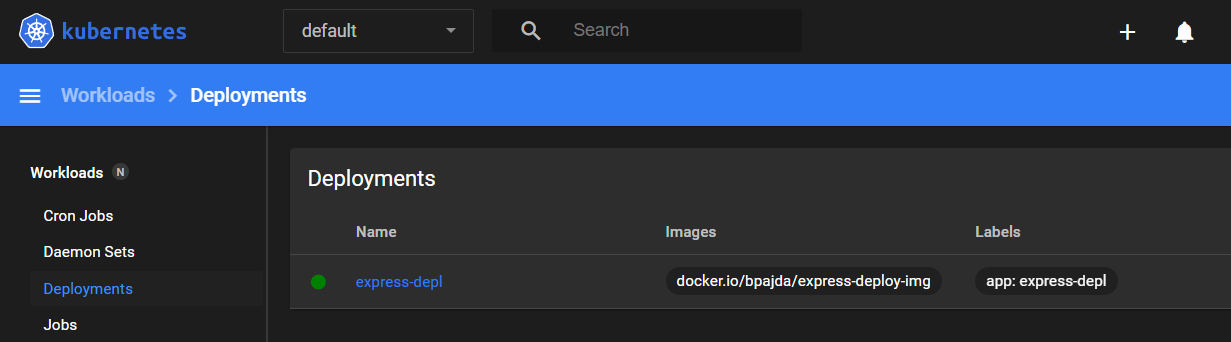 kubernetes
default
Search
Workloads > Deployments
Workloads N
Cron Jobs
Daemon Sets
Deployments
Jobs
Deployments
Name Images Labels
express-depl docker.io/bpajda/express-deploy-img app: express-depl